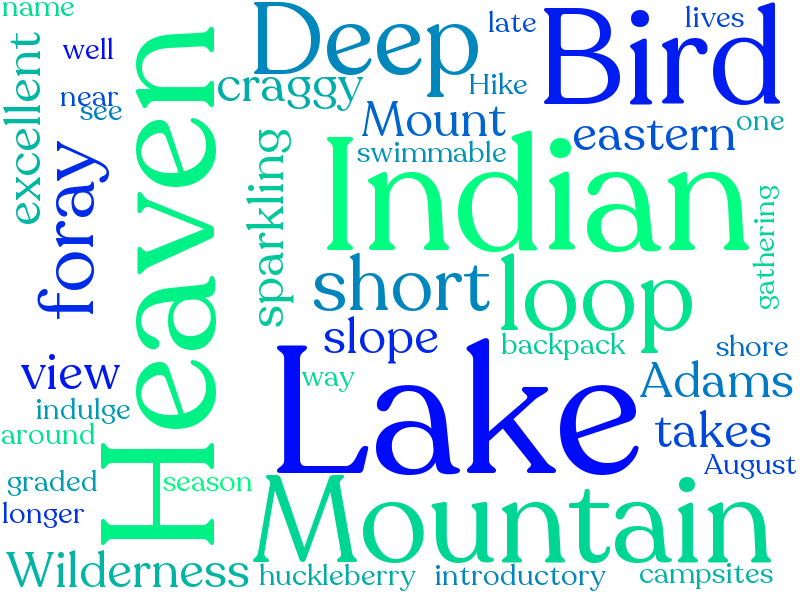 name
Deep
late
lives
Bird
well
excellent
near
see
craggy
Hike
Mount
eastern
one
swimmable
Heaven
foray
sparkling
Indian
gathering
short
loop
slope
backpack
shore
view
way
Lake
Adams
indulge
around
takes
August
graded
season
longer
Mountain
Wilderness
huckleberry
introductory
campsites